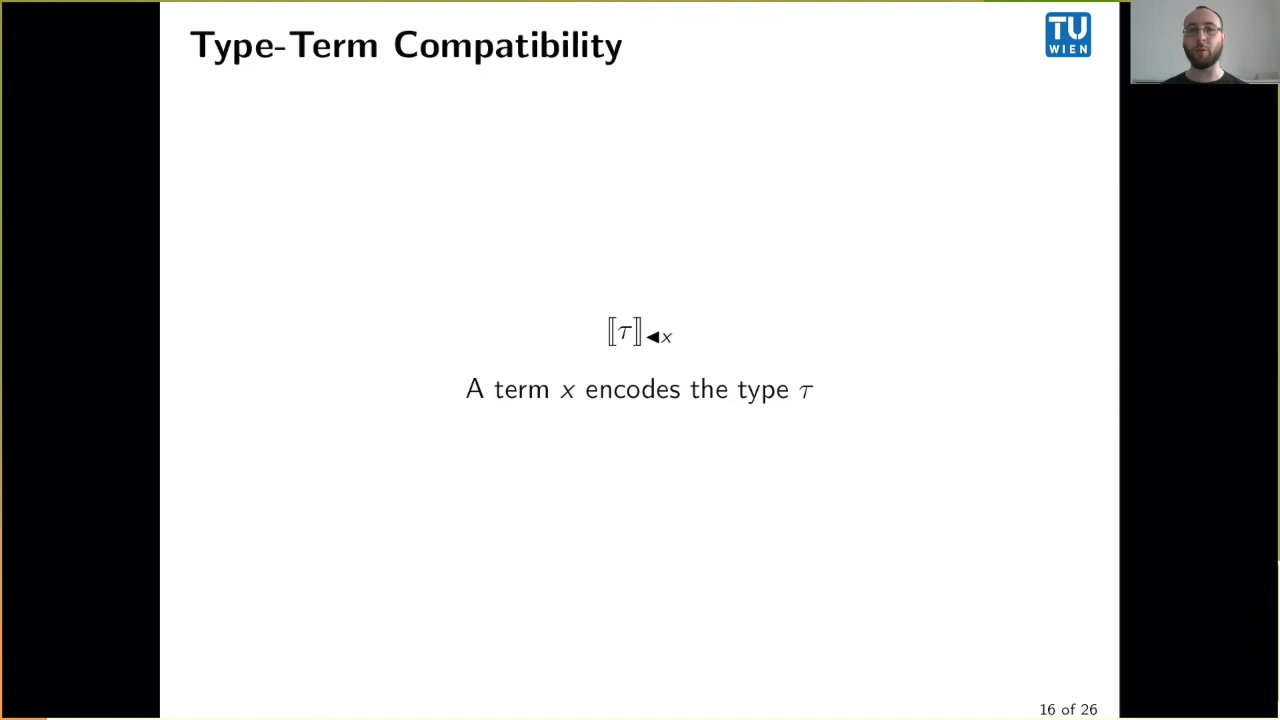 Type-Term Compatibility
TU
WIEN
⟦τ⟧◀x
A term x encodes the type τ
16 of 26